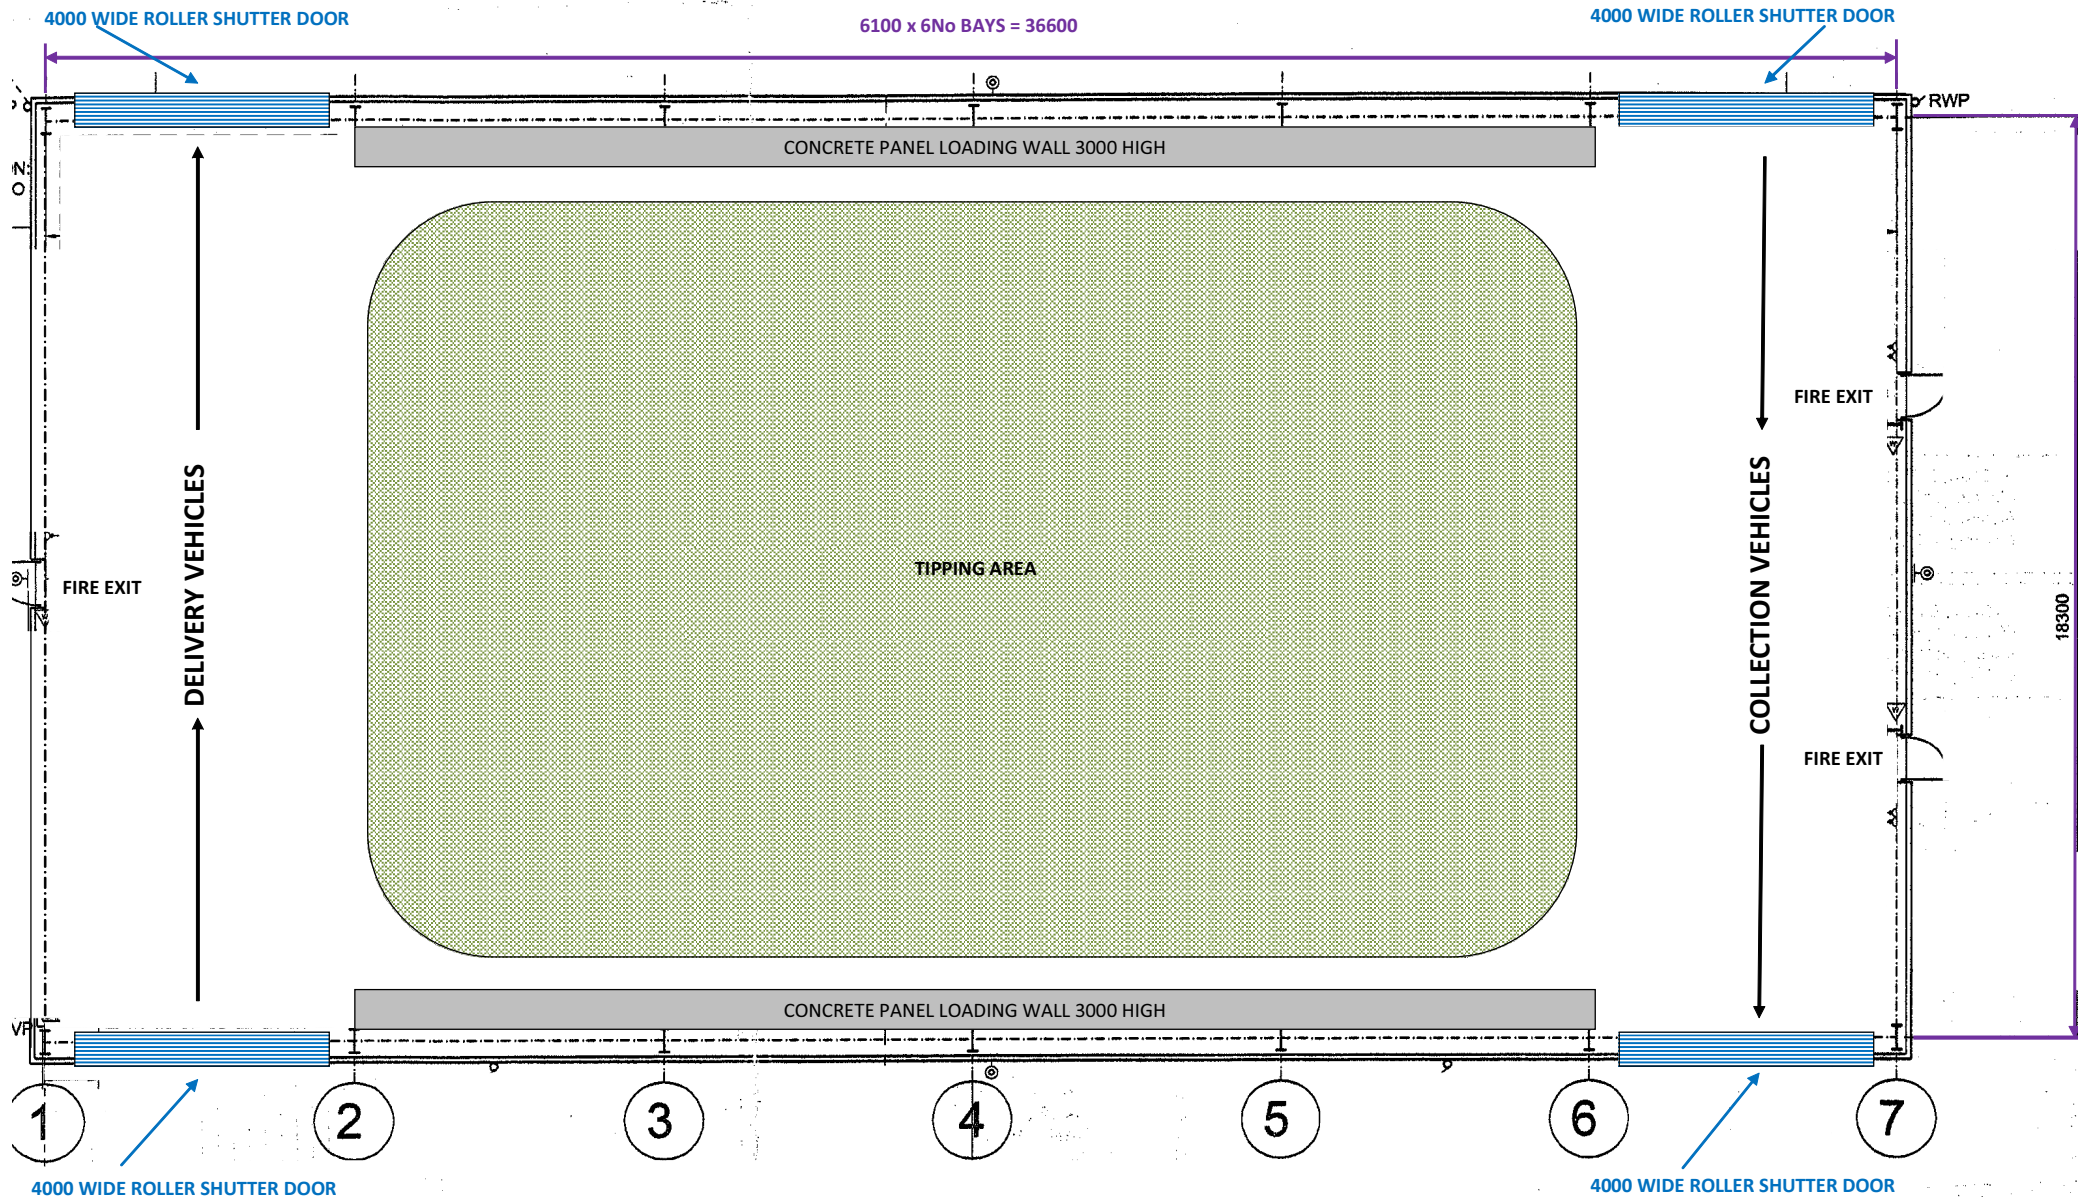 4000 WIDE ROLLER SHUTTER DOOR
6100 x 6No BAYS = 36600
4000 WIDE ROLLER SHUTTER DOOR
RWP
CONCRETE PANEL LOADING WALL 3000 HIGH
FIRE EXIT
DELIVERY VEHICLES
COLLECTION VEHICLES
TIPPING AREA
FIRE EXIT
18300
FIRE EXIT
CONCRETE PANEL LOADING WALL 3000 HIGH
1
2
3
4
5
6
7
4000 WIDE ROLLER SHUTTER DOOR
4000 WIDE ROLLER SHUTTER DOOR